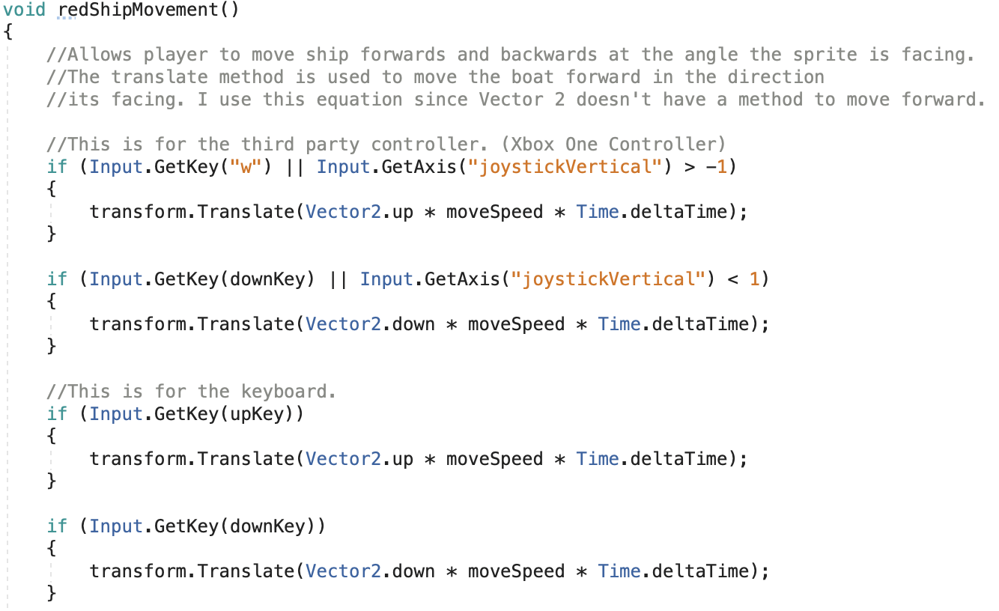 void redShipMovement()
{
    //Allows player to move ship forwards and backwards at the angle the sprite is facing.
    //The translate method is used to move the boat forward in the direction
    //its facing. I use this equation since Vector 2 doesn't have a method to move forward.

    //This is for the third party controller. (Xbox One Controller)
    if (Input.GetKey("w") || Input.GetAxis("joystickVertical") > -1)
    {
        transform.Translate(Vector2.up * moveSpeed * Time.deltaTime);
    }

    if (Input.GetKey(downKey) || Input.GetAxis("joystickVertical") < 1)
    {
        transform.Translate(Vector2.down * moveSpeed * Time.deltaTime);
    }

    //This is for the keyboard.
    if (Input.GetKey(upKey))
    {
        transform.Translate(Vector2.up * moveSpeed * Time.deltaTime);
    }

    if (Input.GetKey(downKey))
    {
        transform.Translate(Vector2.down * moveSpeed * Time.deltaTime);
    }